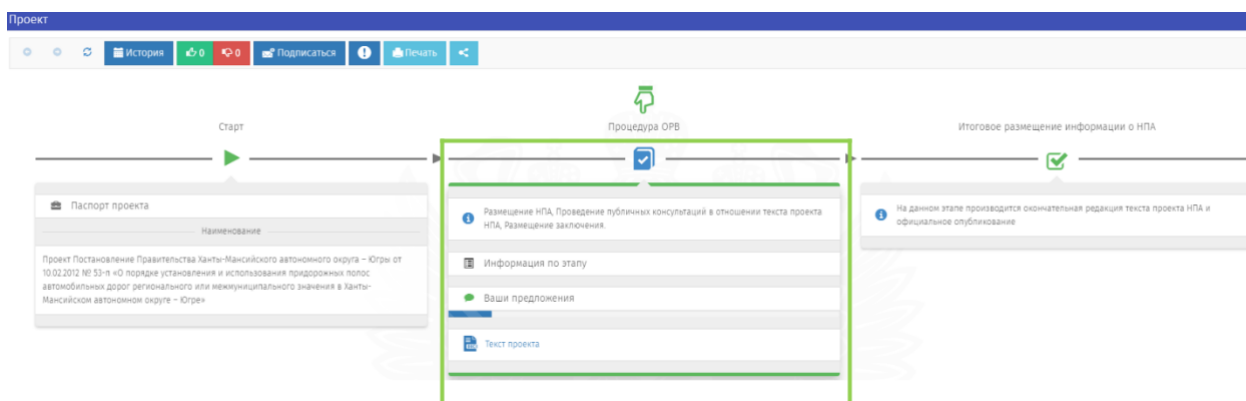 Проект
История
0
0
Подписаться
Печать
Старт
Процедура ОРВ
Итоговое размещение информации о НПА
Паспорт проекта
Наименование
Проект Постановление Правительства Ханты-Мансийского автономного округа – Югры от
10.02.2012 № 53-п «О порядке установления и использования придорожных полос
автомобильных дорог регионального или межмуниципального значения в Ханты-
Мансийском автономном округе – Югре»
Размещение НПА, Проведение публичных консультаций в отношении текста проекта
НПА, Размещение заключения.
Информация по этапу
Ваши предложения
Текст проекта
На данном этапе производится окончательная редакция текста проекта НПА и
официальное опубликование